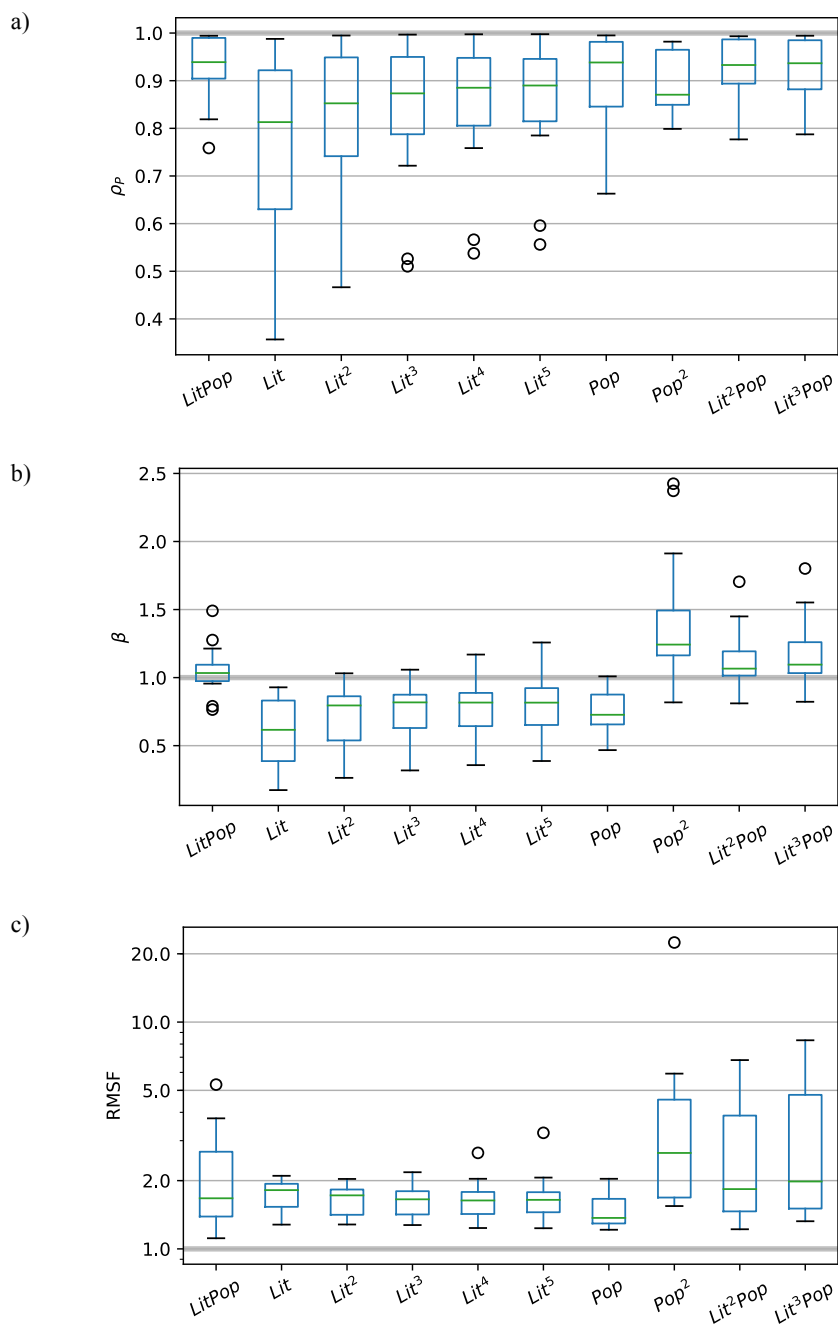 a)
1.0
0.9
0.8
0.7
0.6
0.5
0.4
ρ_P
LitPop Lit Lit² Lit³ Lit⁴ Lit⁵ Pop Pop² Lit²Pop Lit³Pop
b)
2.5
2.0
1.5
1.0
0.5
β
LitPop Lit Lit² Lit³ Lit⁴ Lit⁵ Pop Pop² Lit²Pop Lit³Pop
c)
20.0
10.0
5.0
2.0
1.0
RMSF
LitPop Lit Lit² Lit³ Lit⁴ Lit⁵ Pop Pop² Lit²Pop Lit³Pop